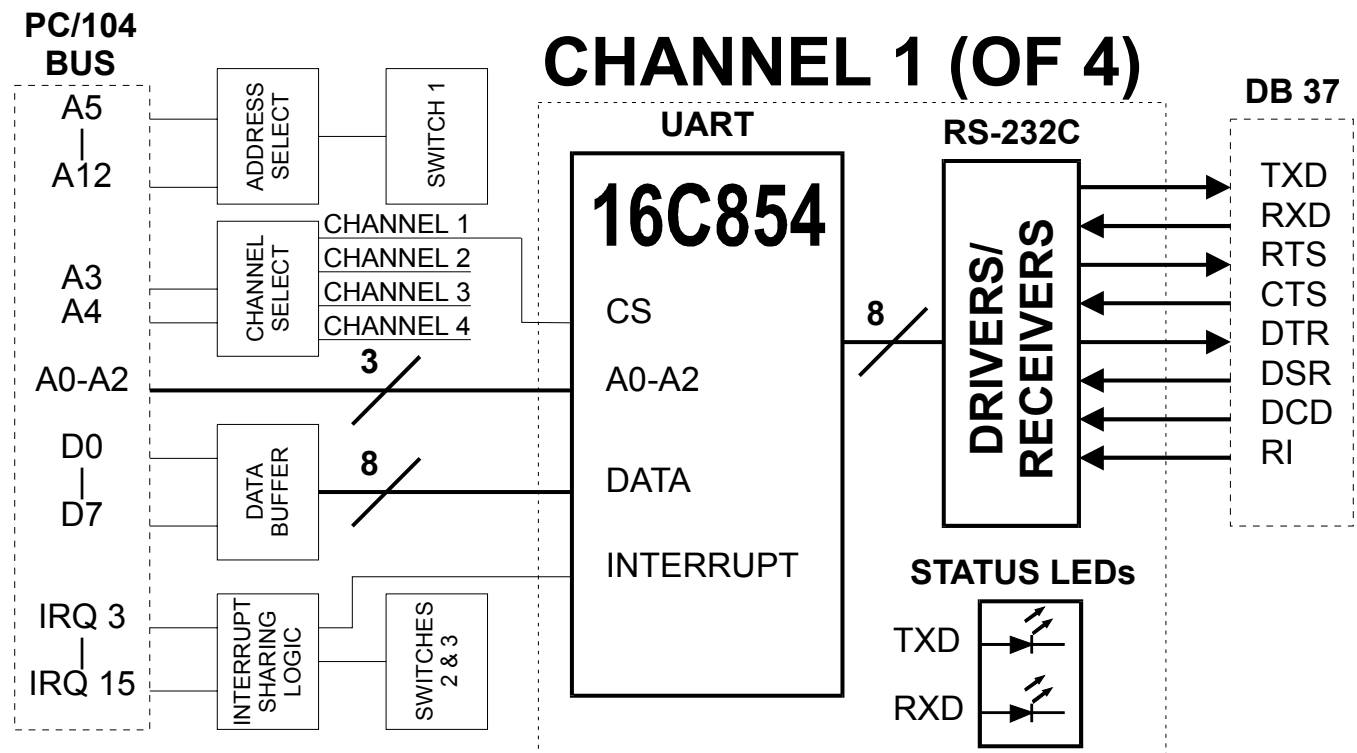 PC/104
BUS
A5
A12
A3
A4
A0-A2
D0
D7
IRQ 3
IRQ 15
ADDRESS
SELECT
SWITCH 1
CHANNEL
SELECT
CHANNEL 1
CHANNEL 2
CHANNEL 3
CHANNEL 4
3
DATA
BUFFER
8
INTERRUPT
SHARING
LOGIC
SWITCHES
2 & 3
CHANNEL 1 (OF 4)
UART
16C854
CS
A0-A2
DATA
INTERRUPT
8
RS-232C
DRIVERS/
RECEIVERS
STATUS LEDs
TXD
RXD
DB 37
TXD
RXD
RTS
CTS
DTR
DSR
DCD
RI